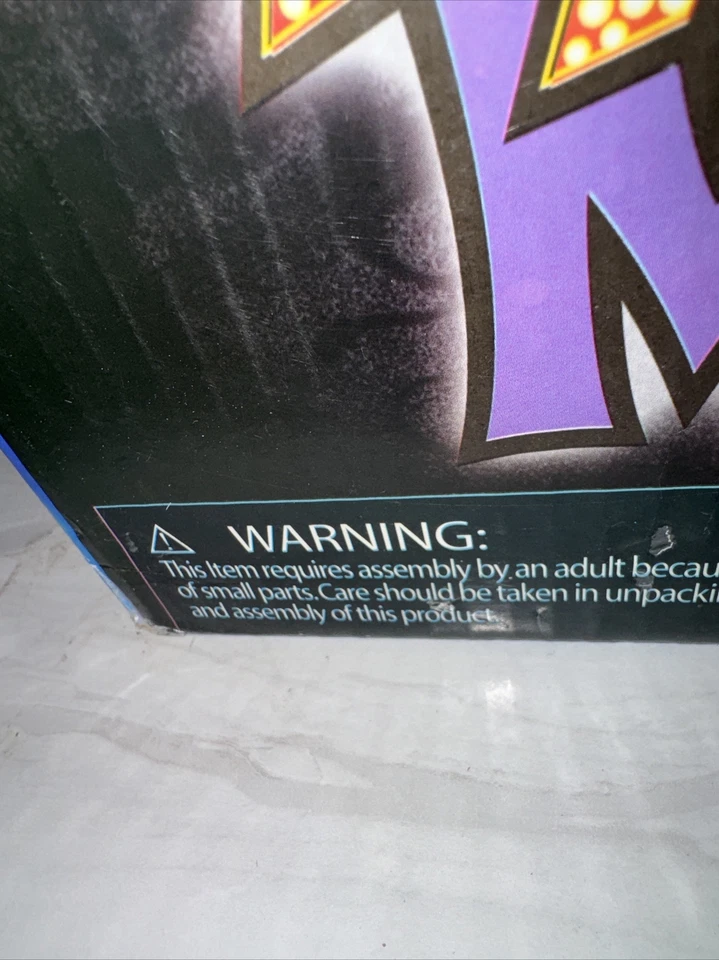 M
WARNING:
This Item requires assembly by an adult becau
of small parts.Care should be taken in unpacki
and assembly of this product.